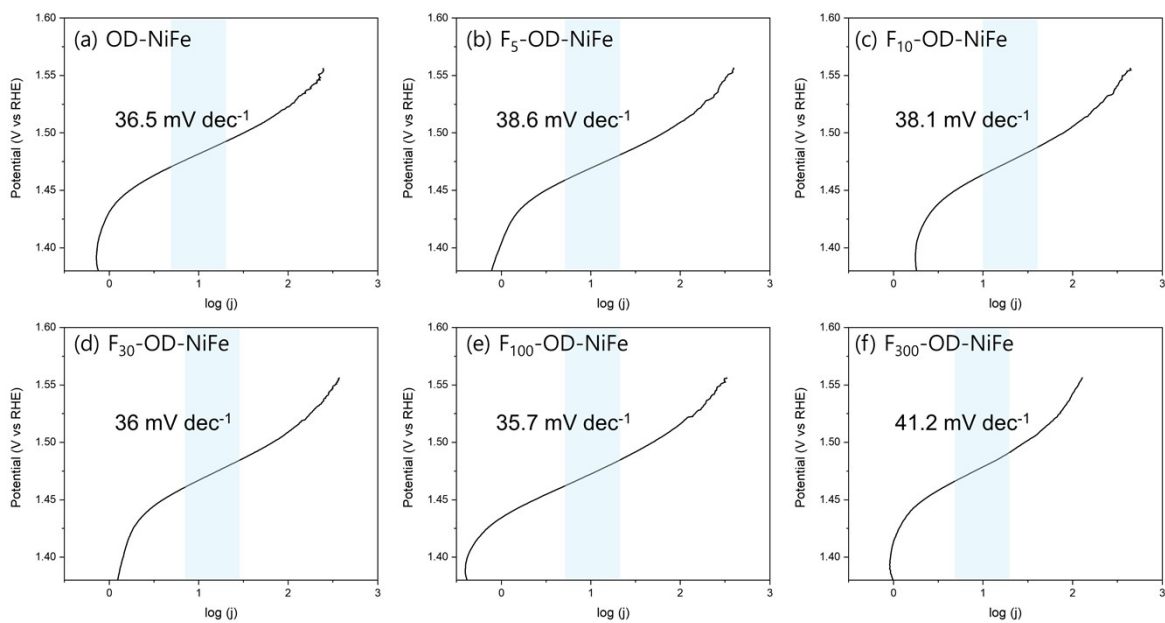 (a) OD-NiFe
36.5 mV dec⁻¹
Potential (V vs RHE)
1.60
1.55
1.50
1.45
1.40
0 1 2 3
log (j)
(b) F₅-OD-NiFe
38.6 mV dec⁻¹
Potential (V vs RHE)
1.60
1.55
1.50
1.45
1.40
0 1 2 3
log (j)
(c) F₁₀-OD-NiFe
38.1 mV dec⁻¹
Potential (V vs RHE)
1.60
1.55
1.50
1.45
1.40
0 1 2 3
log (j)
(d) F₃₀-OD-NiFe
36 mV dec⁻¹
Potential (V vs RHE)
1.60
1.55
1.50
1.45
1.40
0 1 2 3
log (j)
(e) F₁₀₀-OD-NiFe
35.7 mV dec⁻¹
Potential (V vs RHE)
1.60
1.55
1.50
1.45
1.40
0 1 2 3
log (j)
(f) F₃₀₀-OD-NiFe
41.2 mV dec⁻¹
Potential (V vs RHE)
1.60
1.55
1.50
1.45
1.40
0 1 2 3
log (j)